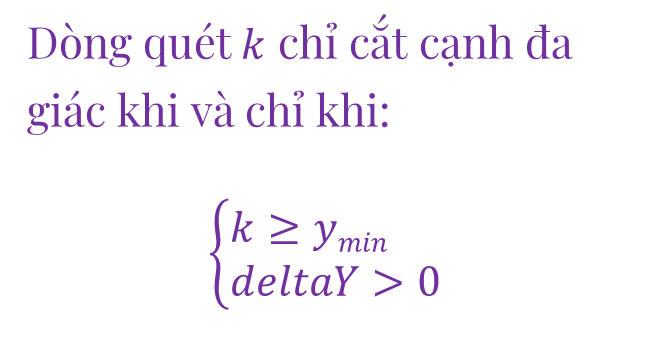 Dòng quét k chỉ cắt cạnh đa
giác khi và chỉ khi:
k ≥ y_min
deltaY > 0